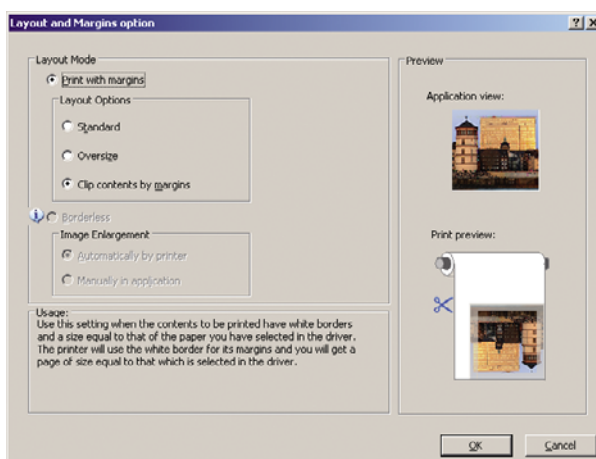 Layout and Margins option
Layout Mode
Print with margins
Layout Options
Standard
Oversize
Clip contents by margins
Borderless
Image Enlargement
Automatically by printer
Manually in application
Usage:
Use this setting when the contents to be printed have white borders
and a size equal to that of the paper you have selected in the driver.
The printer will use the white border for its margins and you will get a
page of size equal to that which is selected in the driver.
Preview
Application view:
Print preview:
OK
Cancel